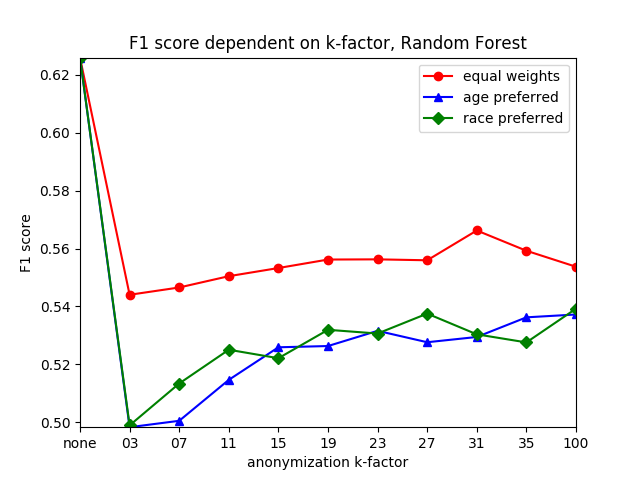 F1 score dependent on k-factor, Random Forest
equal weights
age preferred
race preferred
F1 score
0.62
0.60
0.58
0.56
0.54
0.52
0.50
none 03 07 11 15 19 23 27 31 35 100
anonymization k-factor